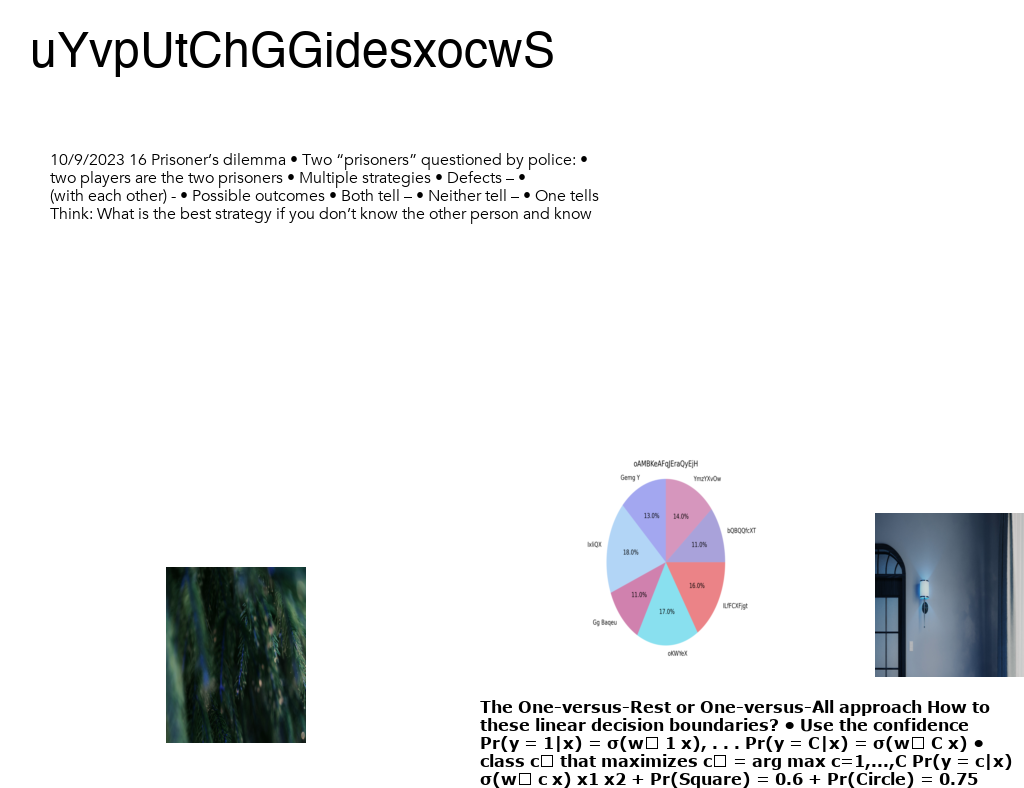 uYvpUtChGGidesxocwS
10/9/2023 16 Prisoner’s dilemma • Two “prisoners” questioned by police: •
two players are the two prisoners • Multiple strategies • Defects – •
(with each other) - • Possible outcomes • Both tell – • Neither tell – • One tells
Think: What is the best strategy if you don’t know the other person and know
oAMBKeAFqJEraQyEjH
Gemg Y
YmzYXvOw
13.0%
14.0%
bQBQQfcXT
IxliQX
18.0%
11.0%
11.0%
16.0%
ILfFCXFjgt
17.0%
Gg Baqeu
oKWYeX
The One-versus-Rest or One-versus-All approach How to
these linear decision boundaries? • Use the confidence
Pr(y = 1|x) = σ(w□ 1 x), . . . Pr(y = C|x) = σ(w□ C x) •
class c□ that maximizes c□ = arg max c=1,...,C Pr(y = c|x)
σ(w□ c x) x1 x2 + Pr(Square) = 0.6 + Pr(Circle) = 0.75